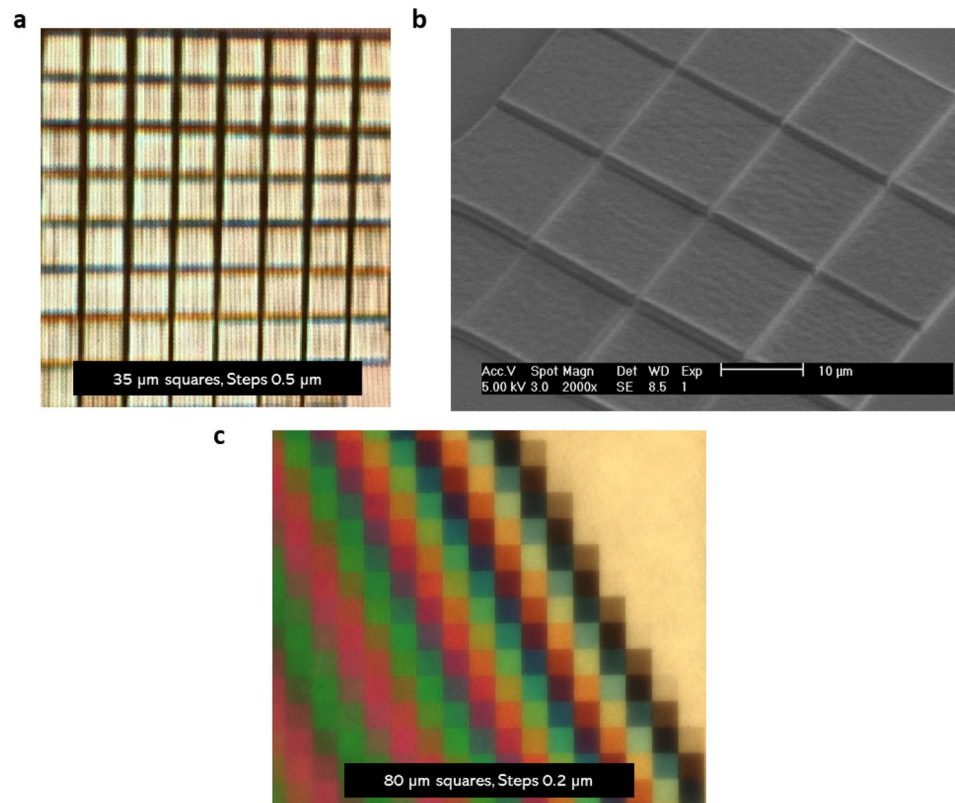 a
b
35 µm squares, Steps 0.5 µm
Acc.V Spot Magn Det WD Exp 10 µm
5.00 kV 3.0 2000x SE 8.5 1
c
80 µm squares, Steps 0.2 µm